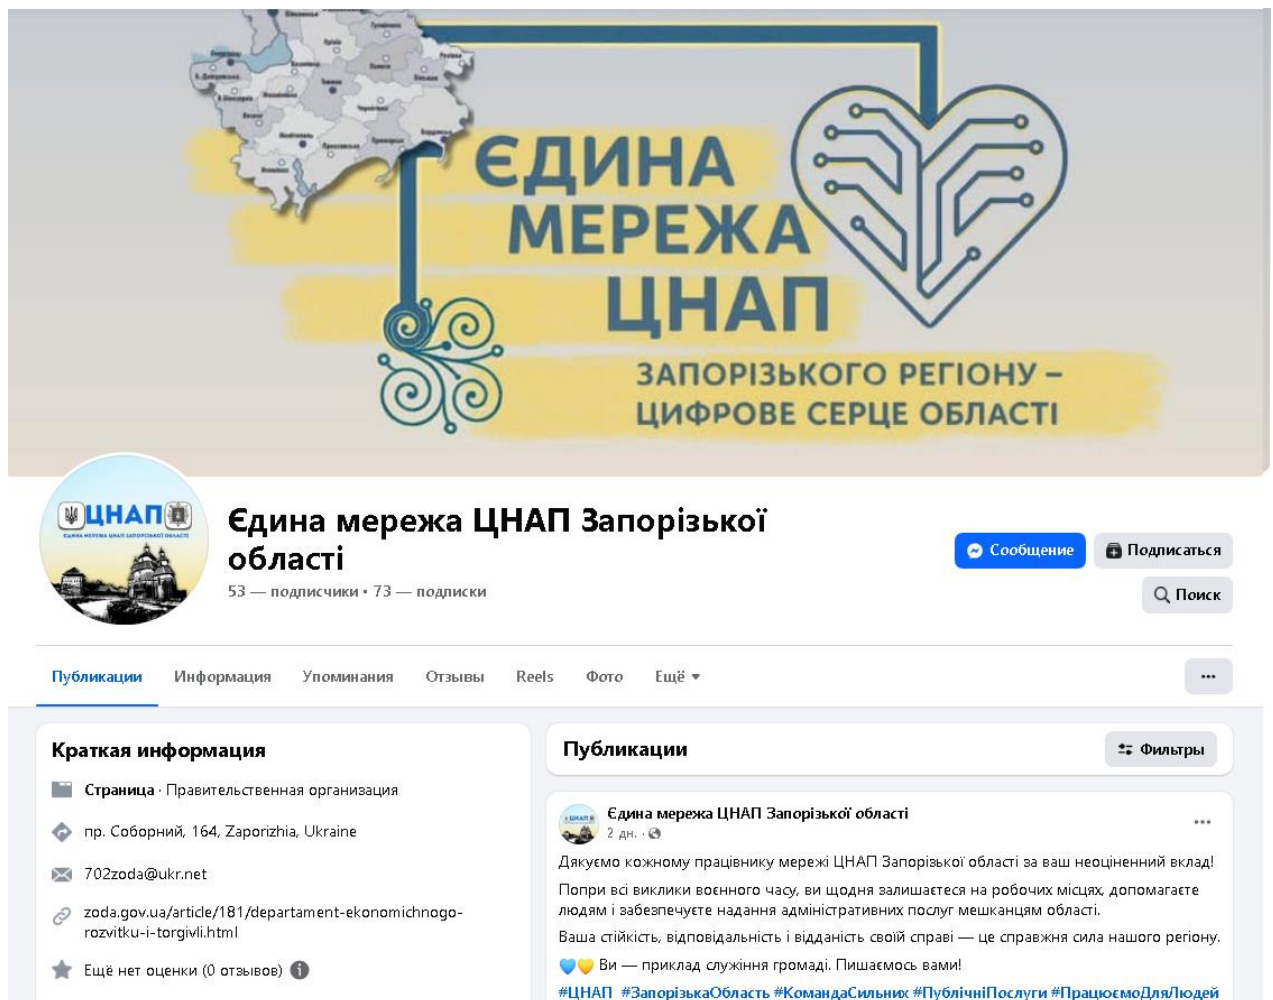 ЄДИНА
МЕРЕЖА
ЦНАП
ЗАПОРІЗЬКОГО РЕГІОНУ –
ЦИФРОВЕ СЕРЦЕ ОБЛАСТІ
ЦНАП
ЄДИНА МЕРЕЖА ЦНАП ЗАПОРІЗЬКОЇ ОБЛАСТІ
Єдина мережа ЦНАП Запорізької
області
53 — подписчики • 73 — подписки
Сообщение
Подписаться
Поиск
Публикации Информация Упоминания Отзывы Reels Фото Ещё
Краткая информация
Страница · Правительственная организация
пр. Соборний, 164, Zaporizhia, Ukraine
702zoda@ukr.net
zoda.gov.ua/article/181/departament-ekonomichnogo-
rozvitku-i-torgivli.html
Ещё нет оценки (0 отзывов)
Публикации
Фильтры
Єдина мережа ЦНАП Запорізької області
2 дн. ·
Дякуємо кожному працівнику мережі ЦНАП Запорізької області за ваш неоціненний вклад!
Попри всі виклики воєнного часу, ви щодня залишаєтеся на робочих місцях, допомагаєте
людям і забезпечуєте надання адміністративних послуг мешканцям області.
Ваша стійкість, відповідальність і відданість своїй справі — це справжня сила нашого регіону.
💙💛 Ви — приклад служіння громаді. Пишаємось вами!
#ЦНАП #ЗапорізькаОбласть #КомандаСильних #ПублічніПослуги #ПрацюємоДляЛюдей